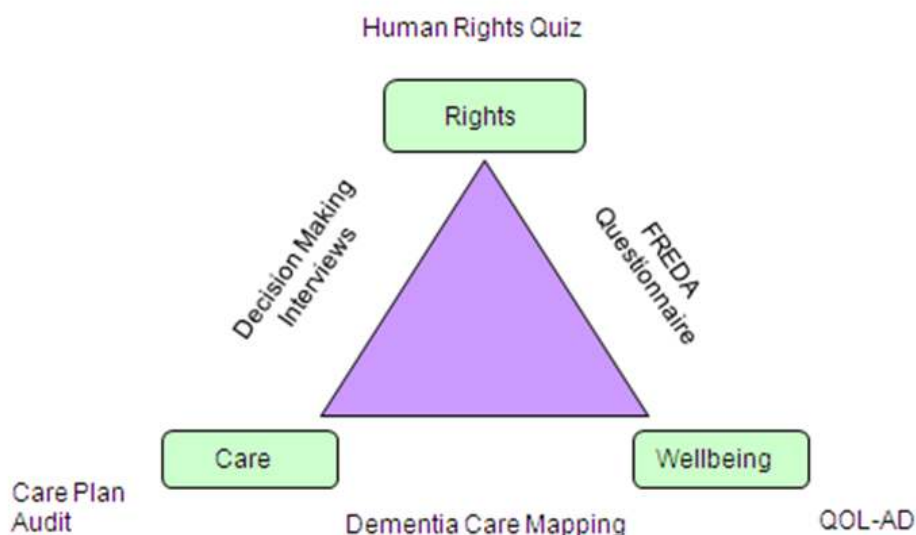 Human Rights Quiz
Rights
Decision Making
Interviews
FREDA
Questionnaire
Care
Wellbeing
Care Plan
Audit
Dementia Care Mapping
QOL-AD